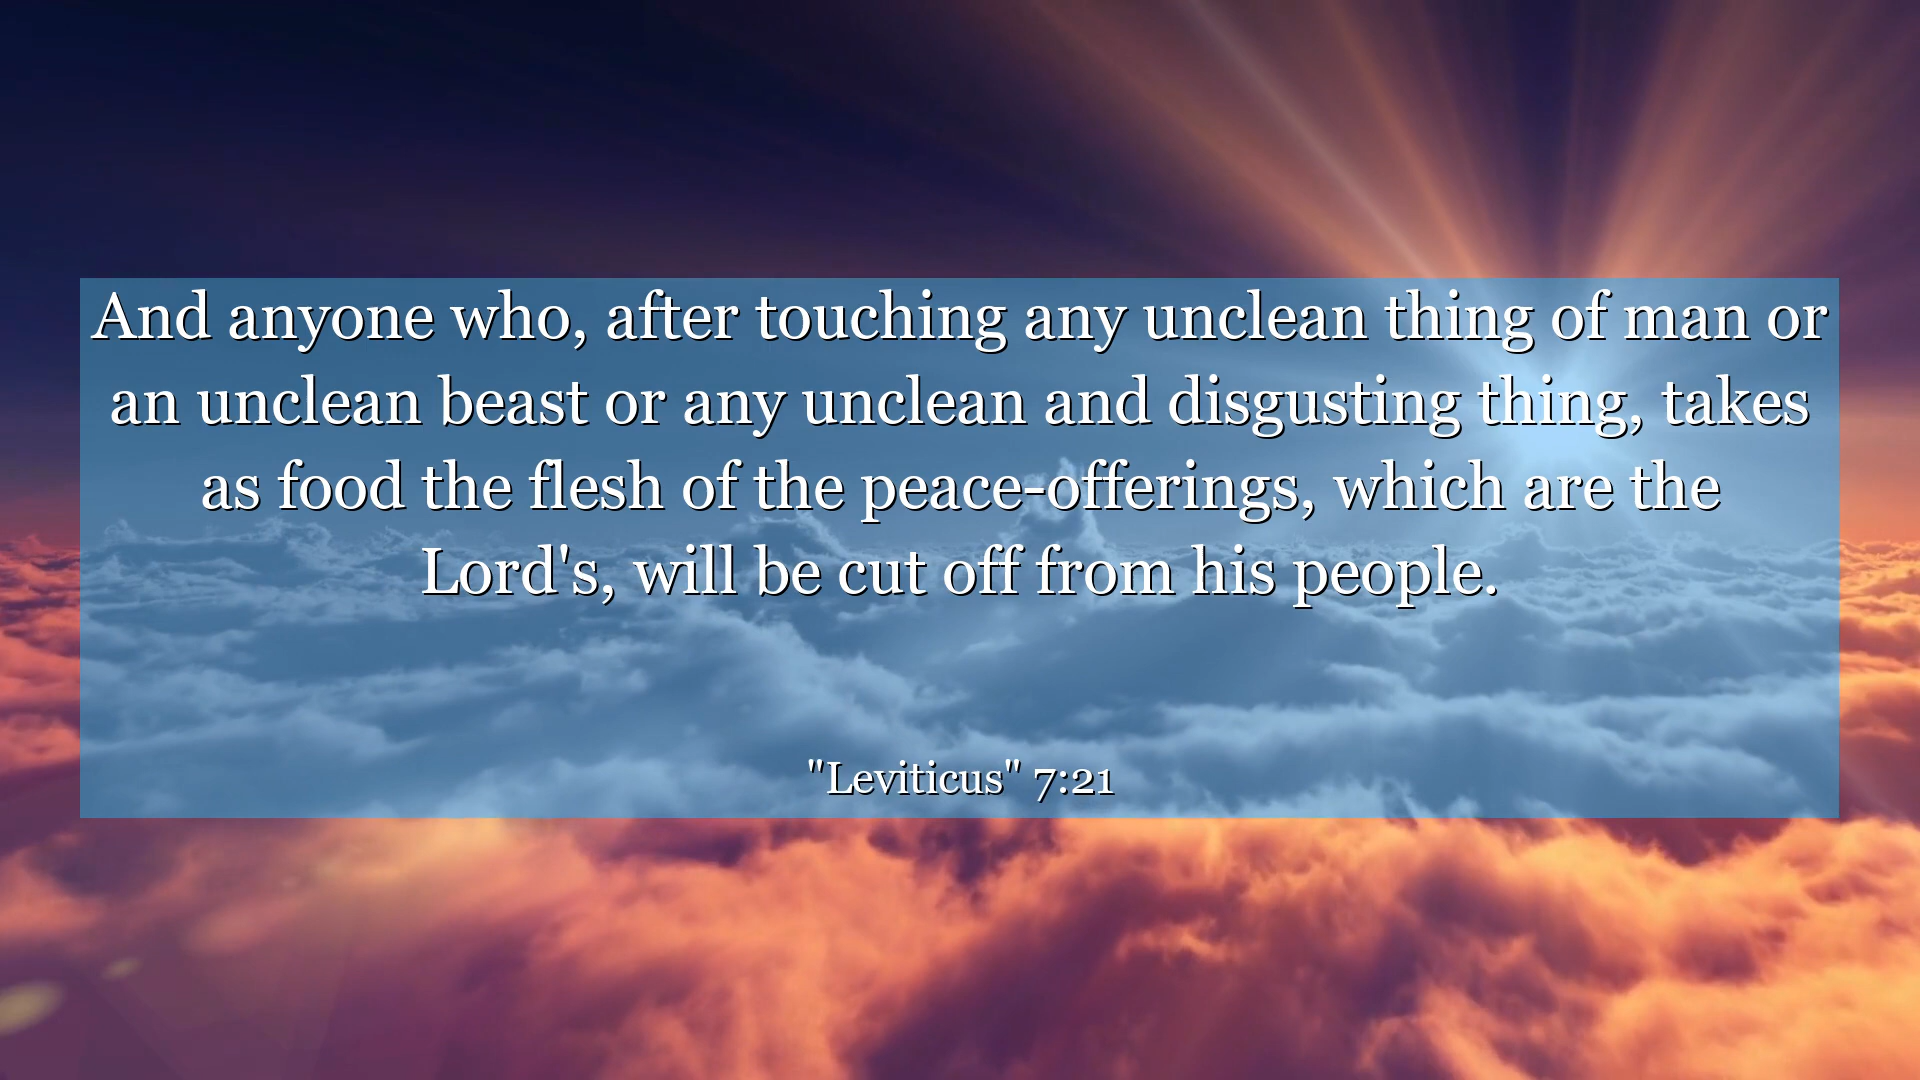 And anyone who, after touching any unclean thing of man or
an unclean beast or any unclean and disgusting thing, takes
as food the flesh of the peace-offerings, which are the
Lord's, will be cut off from his people.
"Leviticus" 7:21